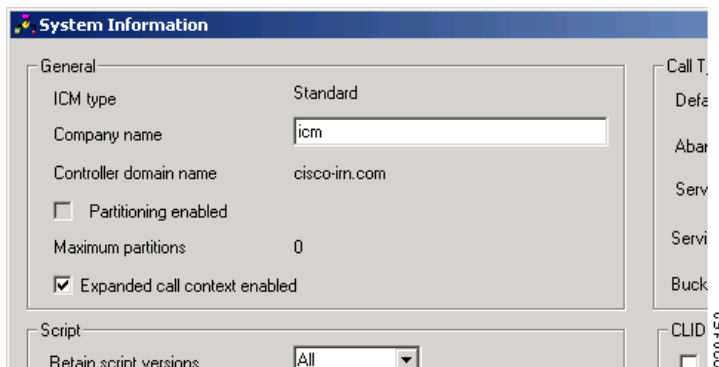 System Information
General
ICM type Standard
Company name icm
Controller domain name cisco-irn.com
Partitioning enabled
Maximum partitions 0
Expanded call context enabled
Script
Retain script versions All
Call T
Defa
Aban
Serv
Servi
Buck
CLID